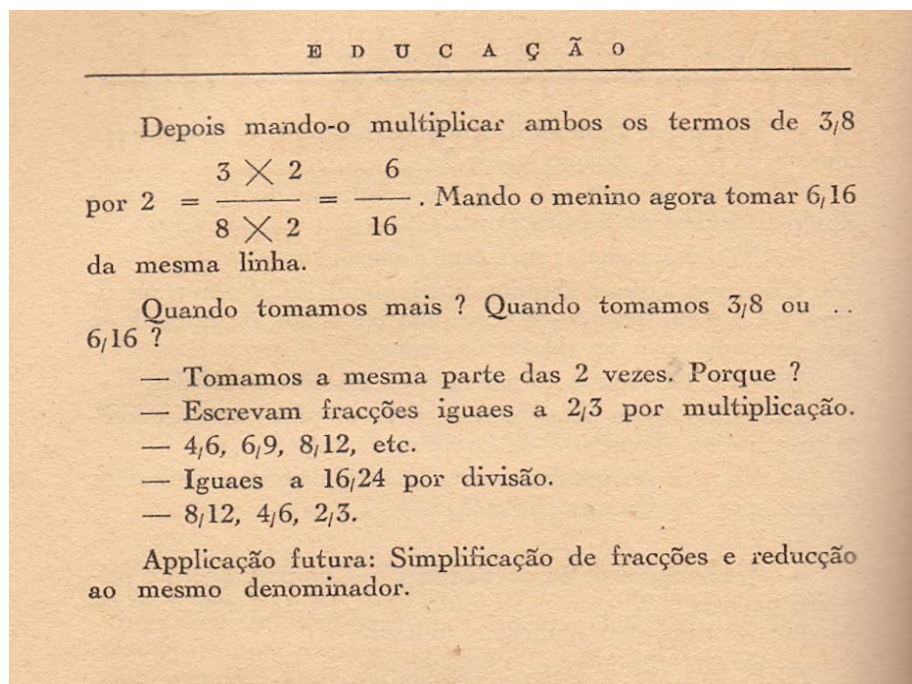 EDUCAÇÃO
Depois mando-o multiplicar ambos os termos de 3/8
por 2 = 3 × 2 / 8 × 2 = 6 / 16 . Mando o menino agora tomar 6/16
da mesma linha.
Quando tomamos mais ? Quando tomamos 3/8 ou ..
6/16 ?
— Tomamos a mesma parte das 2 vezes. Porque ?
— Escrevam fracções iguaes a 2/3 por multiplicação.
— 4/6, 6/9, 8/12, etc.
— Iguaes a 16/24 por divisão.
— 8/12, 4/6, 2/3.
Applicação futura: Simplificação de fracções e reducção
ao mesmo denominador.